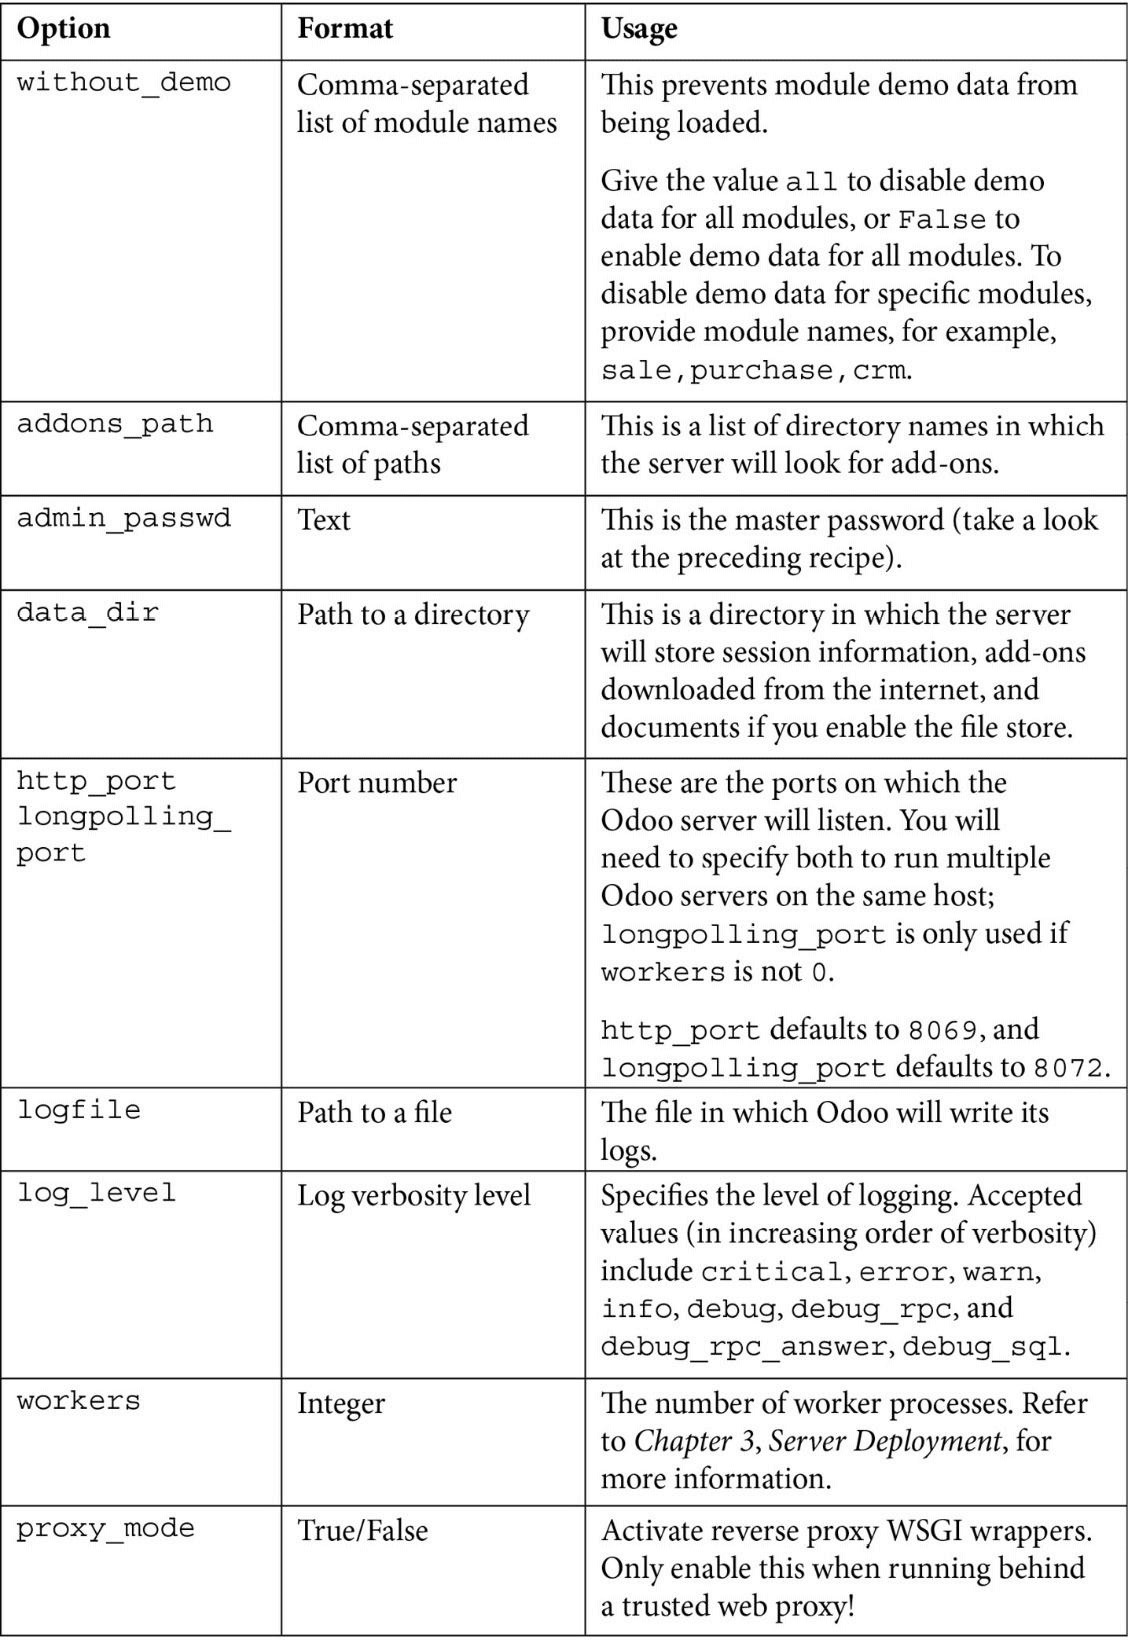 Option Format Usage
without_demo Comma-separated This prevents module demo data from
list of module names being loaded.
Give the value all to disable demo
data for all modules, or False to
enable demo data for all modules. To
disable demo data for specific modules,
provide module names, for example,
sale,purchase,crm.
addons_path Comma-separated This is a list of directory names in which
list of paths the server will look for add-ons.
admin_passwd Text This is the master password (take a look
at the preceding recipe).
data_dir Path to a directory This is a directory in which the server
will store session information, add-ons
downloaded from the internet, and
documents if you enable the file store.
http_port Port number These are the ports on which the
longpolling_ Odoo server will listen. You will
port need to specify both to run multiple
Odoo servers on the same host;
longpolling_port is only used if
workers is not 0.
http_port defaults to 8069, and
longpolling_port defaults to 8072.
logfile Path to a file The file in which Odoo will write its
logs.
log_level Log verbosity level Specifies the level of logging. Accepted
values (in increasing order of verbosity)
include critical, error, warn,
info, debug, debug_rpc, and
debug_rpc_answer, debug_sql.
workers Integer The number of worker processes. Refer
to Chapter 3, Server Deployment, for
more information.
proxy_mode True/False Activate reverse proxy WSGI wrappers.
Only enable this when running behind
a trusted web proxy!